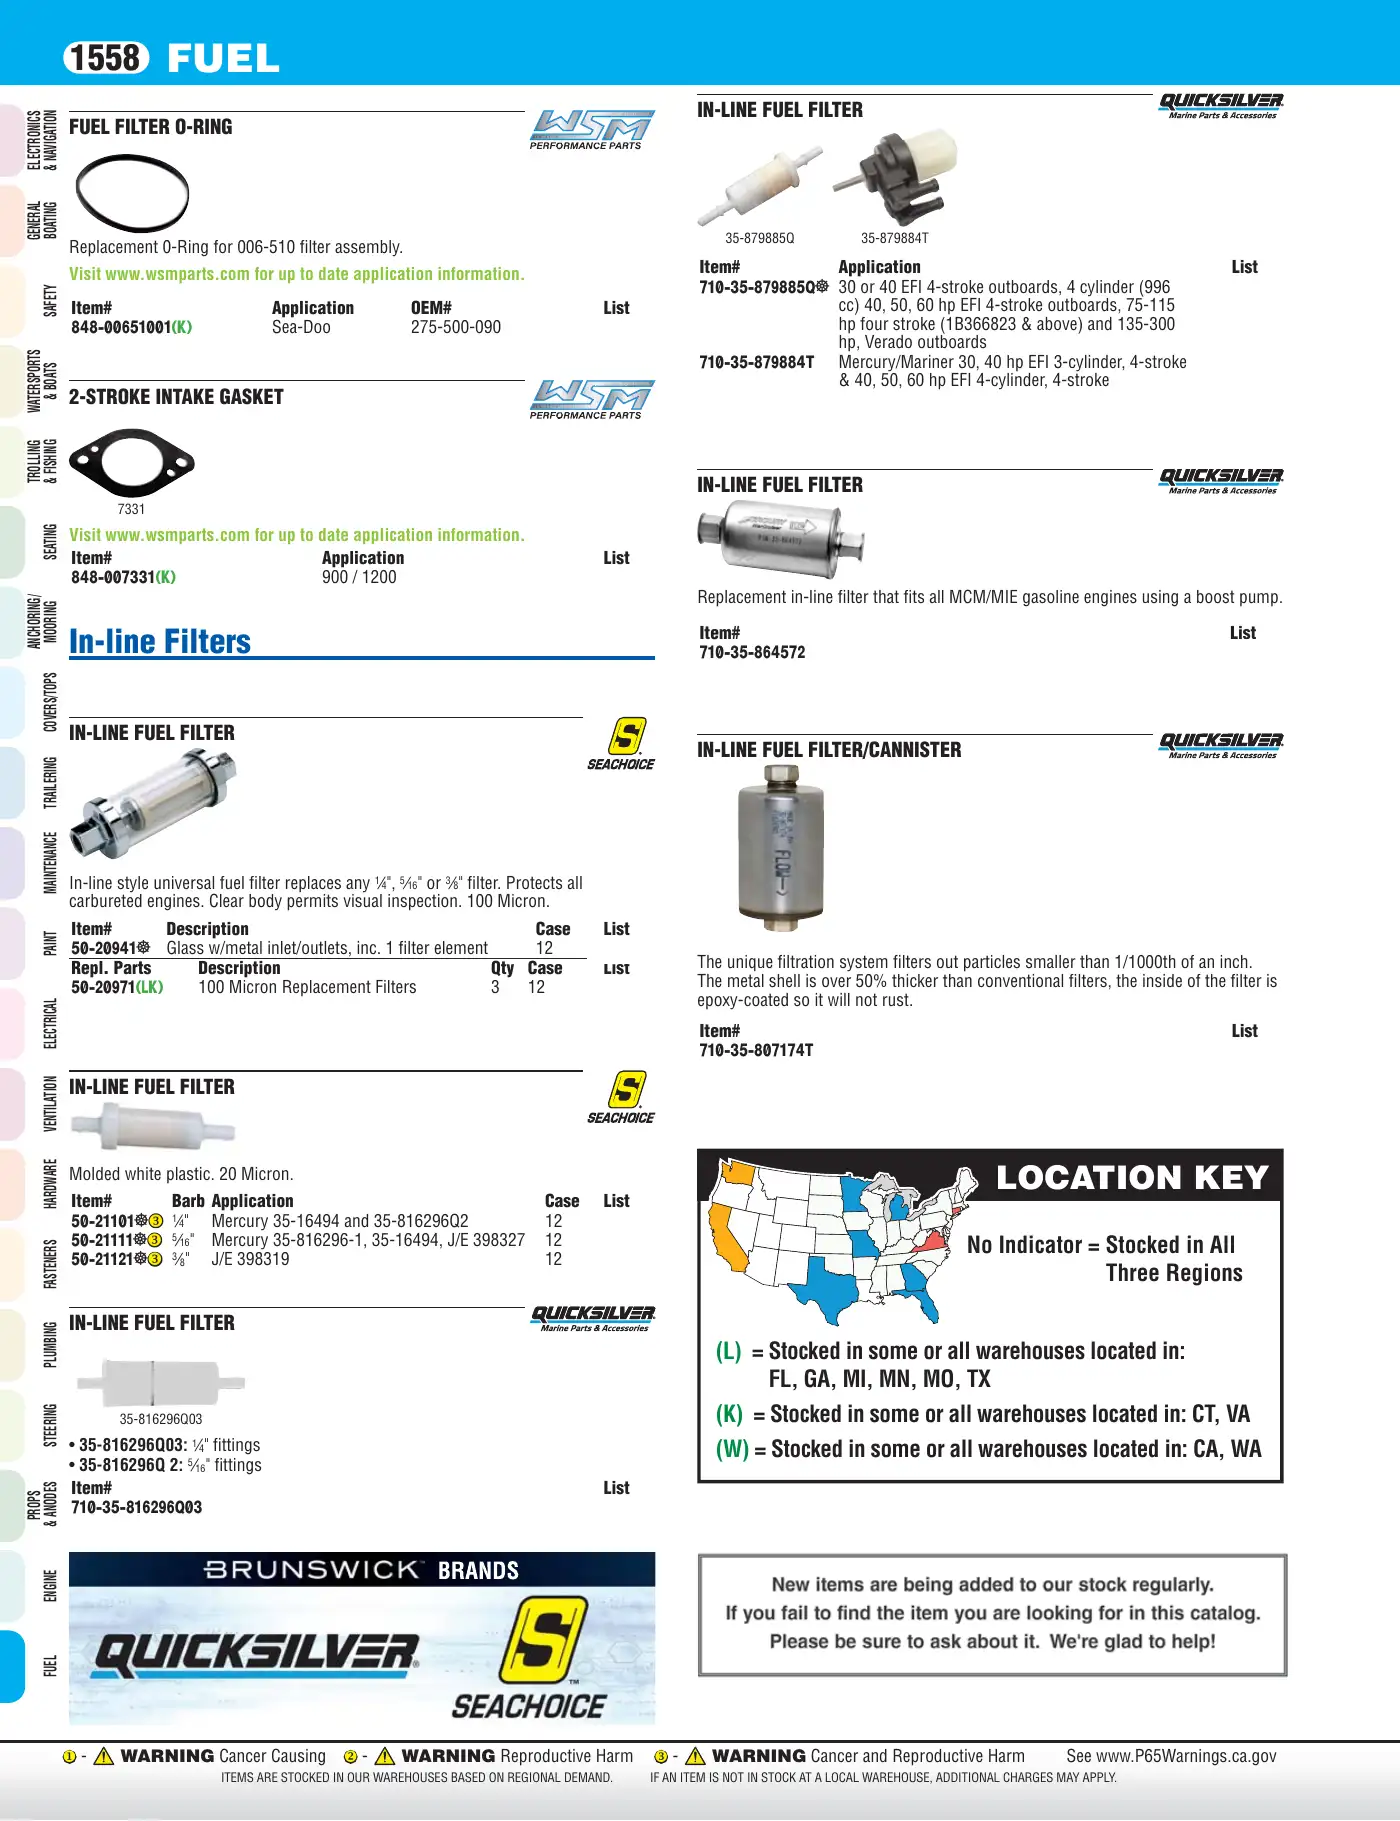 1558 FUEL
ELECTRONICS
& NAVIGATION
GENERAL
BOATING
SAFETY
WATERSPORTS
& BOATS
TROLLING
& FISHING
SEATING
ANCHORING/
MOORING
COVERS/TOPS
TRAILERING
MAINTENANCE
PAINT
ELECTRICAL
VENTILATION
HARDWARE
FASTENERS
PLUMBING
STEERING
PROPS
& ANODES
ENGINE
FUEL
FUEL FILTER O-RING
WSM
PERFORMANCE PARTS
Replacement O-Ring for 006-510 filter assembly.
Visit www.wsmparts.com for up to date application information.
Item# Application OEM# List
848-00651001(K) Sea-Doo 275-500-090
2-STROKE INTAKE GASKET
WSM
PERFORMANCE PARTS
7331
Visit www.wsmparts.com for up to date application information.
Item# Application List
848-007331(K) 900 / 1200
In-line Filters
IN-LINE FUEL FILTER
S
SEACHOICE
In-line style universal fuel filter replaces any 1/4", 5/16" or 3/8" filter. Protects all
carbureted engines. Clear body permits visual inspection. 100 Micron.
Item# Description Case List
50-20941 Glass w/metal inlet/outlets, inc. 1 filter element 12
Repl. Parts Description Qty Case List
50-20971(LK) 100 Micron Replacement Filters 3 12
IN-LINE FUEL FILTER
S
SEACHOICE
Molded white plastic. 20 Micron.
Item# Barb Application Case List
50-21101 3 1/4" Mercury 35-16494 and 35-816296Q2 12
50-21111 3 5/16" Mercury 35-816296-1, 35-16494, J/E 398327 12
50-21121 3 3/8" J/E 398319 12
IN-LINE FUEL FILTER
QUICKSILVER
Marine Parts & Accessories
35-816296Q03
• 35-816296Q03: 1/4" fittings
• 35-816296Q 2: 5/16" fittings
Item# List
710-35-816296Q03
BRUNSWICK™ BRANDS
QUICKSILVER®
S™
SEACHOICE
IN-LINE FUEL FILTER
QUICKSILVER
Marine Parts & Accessories
35-879885Q 35-879884T
Item# Application List
710-35-879885Q 30 or 40 EFI 4-stroke outboards, 4 cylinder (996
cc) 40, 50, 60 hp EFI 4-stroke outboards, 75-115
hp four stroke (1B366823 & above) and 135-300
hp, Verado outboards
710-35-879884T Mercury/Mariner 30, 40 hp EFI 3-cylinder, 4-stroke
& 40, 50, 60 hp EFI 4-cylinder, 4-stroke
IN-LINE FUEL FILTER
QUICKSILVER
Marine Parts & Accessories
Replacement in-line filter that fits all MCM/MIE gasoline engines using a boost pump.
Item# List
710-35-864572
IN-LINE FUEL FILTER/CANNISTER
QUICKSILVER
Marine Parts & Accessories
FLOW
The unique filtration system filters out particles smaller than 1/1000th of an inch.
The metal shell is over 50% thicker than conventional filters, the inside of the filter is
epoxy-coated so it will not rust.
Item# List
710-35-807174T
LOCATION KEY
No Indicator = Stocked in All
Three Regions
(L) = Stocked in some or all warehouses located in:
FL, GA, MI, MN, MO, TX
(K) = Stocked in some or all warehouses located in: CT, VA
(W) = Stocked in some or all warehouses located in: CA, WA
New items are being added to our stock regularly.
If you fail to find the item you are looking for in this catalog.
Please be sure to ask about it. We're glad to help!
1 - WARNING Cancer Causing 2 - WARNING Reproductive Harm 3 - WARNING Cancer and Reproductive Harm See www.P65Warnings.ca.gov
ITEMS ARE STOCKED IN OUR WAREHOUSES BASED ON REGIONAL DEMAND. IF AN ITEM IS NOT IN STOCK AT A LOCAL WAREHOUSE, ADDITIONAL CHARGES MAY APPLY.